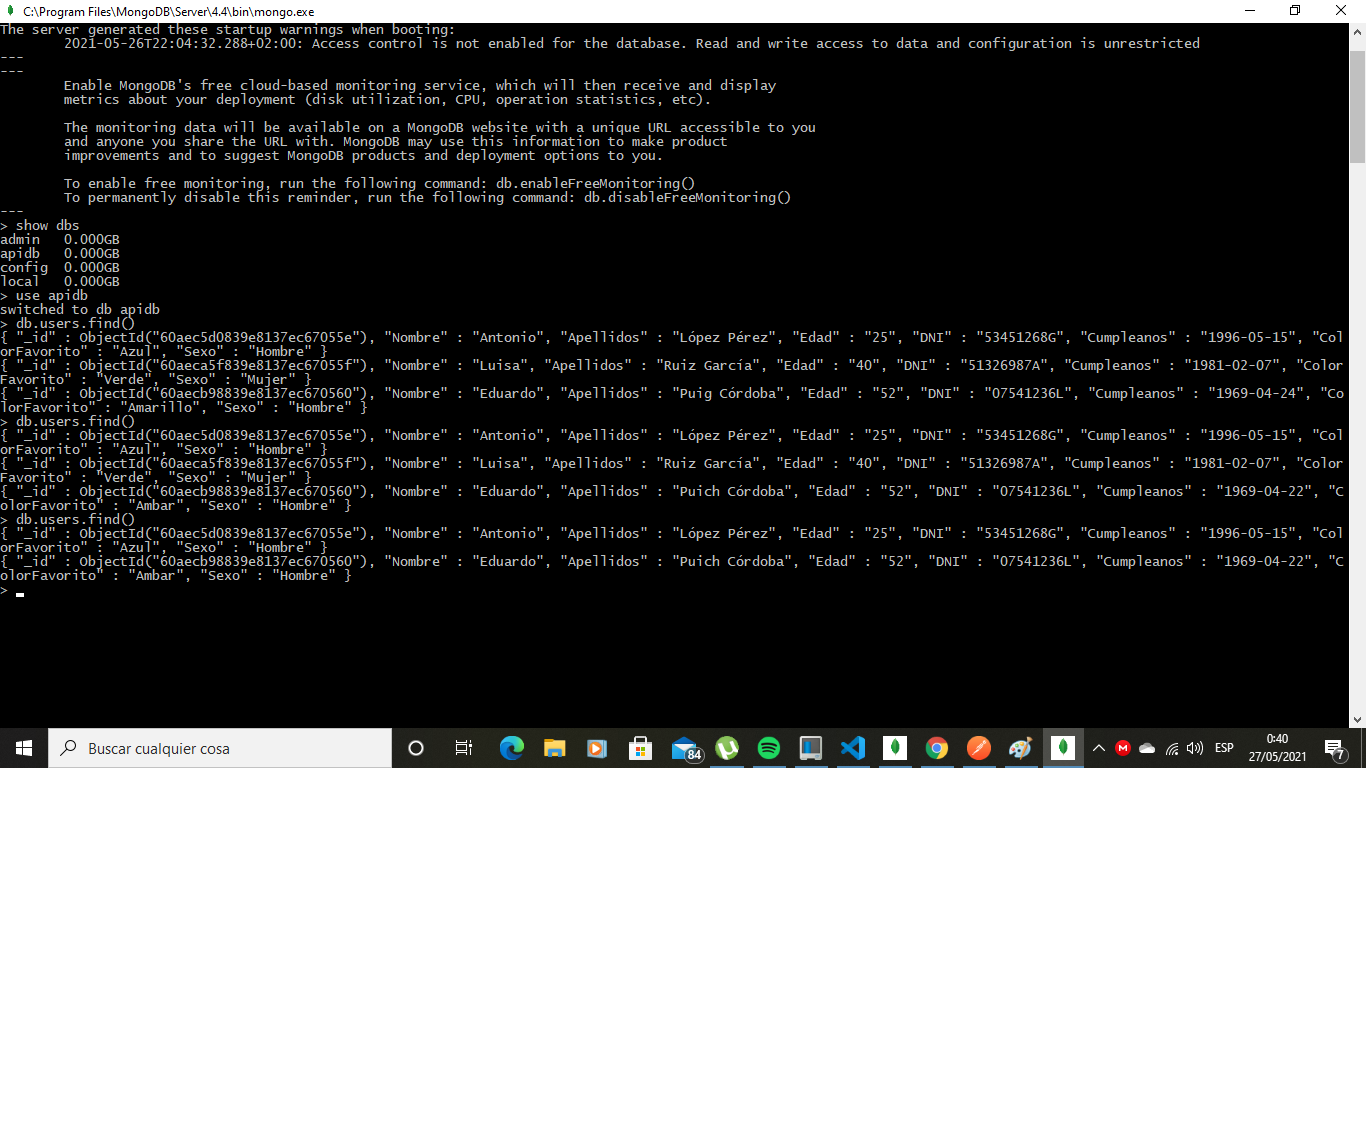 C:\Program Files\MongoDB\Server\4.4\bin\mongo.exe
The server generated these startup warnings when booting:
        2021-05-26T22:04:32.288+02:00: Access control is not enabled for the database. Read and write access to data and configuration is unrestricted
---
---
        Enable MongoDB's free cloud-based monitoring service, which will then receive and display
        metrics about your deployment (disk utilization, CPU, operation statistics, etc).

        The monitoring data will be available on a MongoDB website with a unique URL accessible to you
        and anyone you share the URL with. MongoDB may use this information to make product
        improvements and to suggest MongoDB products and deployment options to you.

        To enable free monitoring, run the following command: db.enableFreeMonitoring()
        To permanently disable this reminder, run the following command: db.disableFreeMonitoring()
---
> show dbs
admin   0.000GB
apidb   0.000GB
config  0.000GB
local   0.000GB
> use apidb
switched to db apidb
> db.users.find()
{ "_id" : ObjectId("60aec5d0839e8137ec67055e"), "Nombre" : "Antonio", "Apellidos" : "López Pérez", "Edad" : "25", "DNI" : "53451268G", "Cumpleanos" : "1996-05-15", "Col
orFavorito" : "Azul", "Sexo" : "Hombre" }
{ "_id" : ObjectId("60aeca5f839e8137ec67055f"), "Nombre" : "Luisa", "Apellidos" : "Ruiz García", "Edad" : "40", "DNI" : "51326987A", "Cumpleanos" : "1981-02-07", "Color
Favorito" : "Verde", "Sexo" : "Mujer" }
{ "_id" : ObjectId("60aecb98839e8137ec670560"), "Nombre" : "Eduardo", "Apellidos" : "Puig Córdoba", "Edad" : "52", "DNI" : "07541236L", "Cumpleanos" : "1969-04-24", "Co
lorFavorito" : "Amarillo", "Sexo" : "Hombre" }
> db.users.find()
{ "_id" : ObjectId("60aec5d0839e8137ec67055e"), "Nombre" : "Antonio", "Apellidos" : "López Pérez", "Edad" : "25", "DNI" : "53451268G", "Cumpleanos" : "1996-05-15", "Col
orFavorito" : "Azul", "Sexo" : "Hombre" }
{ "_id" : ObjectId("60aeca5f839e8137ec67055f"), "Nombre" : "Luisa", "Apellidos" : "Ruiz García", "Edad" : "40", "DNI" : "51326987A", "Cumpleanos" : "1981-02-07", "Color
Favorito" : "Verde", "Sexo" : "Mujer" }
{ "_id" : ObjectId("60aecb98839e8137ec670560"), "Nombre" : "Eduardo", "Apellidos" : "Puich Córdoba", "Edad" : "52", "DNI" : "07541236L", "Cumpleanos" : "1969-04-22", "C
olorFavorito" : "Ambar", "Sexo" : "Hombre" }
> db.users.find()
{ "_id" : ObjectId("60aec5d0839e8137ec67055e"), "Nombre" : "Antonio", "Apellidos" : "López Pérez", "Edad" : "25", "DNI" : "53451268G", "Cumpleanos" : "1996-05-15", "Col
orFavorito" : "Azul", "Sexo" : "Hombre" }
{ "_id" : ObjectId("60aecb98839e8137ec670560"), "Nombre" : "Eduardo", "Apellidos" : "Puich Córdoba", "Edad" : "52", "DNI" : "07541236L", "Cumpleanos" : "1969-04-22", "C
olorFavorito" : "Ambar", "Sexo" : "Hombre" }
>
Buscar cualquier cosa
84
ESP
0:40
27/05/2021
7